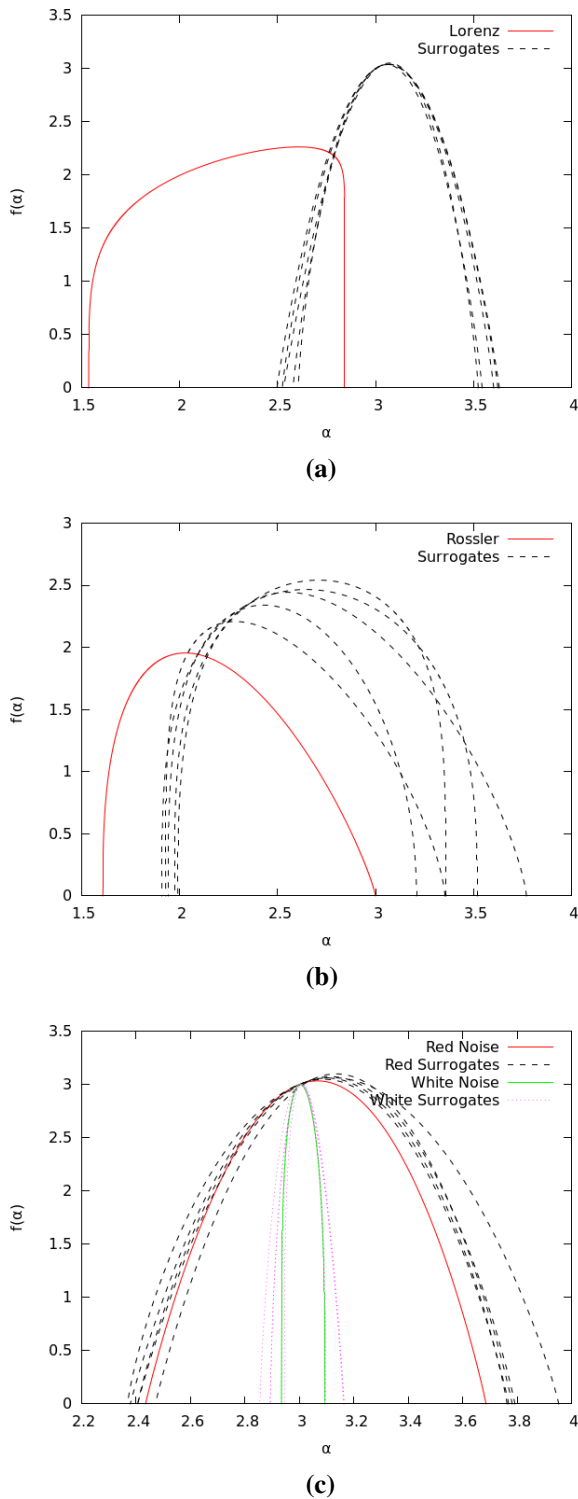 3.5
3
2.5
2
1.5
1
0.5
0
f(α)
Lorenz
Surrogates
1.5 2 2.5 3 3.5 4
α
(a)
3
2.5
2
1.5
1
0.5
0
f(α)
Rossler
Surrogates
1.5 2 2.5 3 3.5 4
α
(b)
3.5
3
2.5
2
1.5
1
0.5
0
f(α)
Red Noise
Red Surrogates
White Noise
White Surrogates
2.2 2.4 2.6 2.8 3 3.2 3.4 3.6 3.8 4
α
(c)